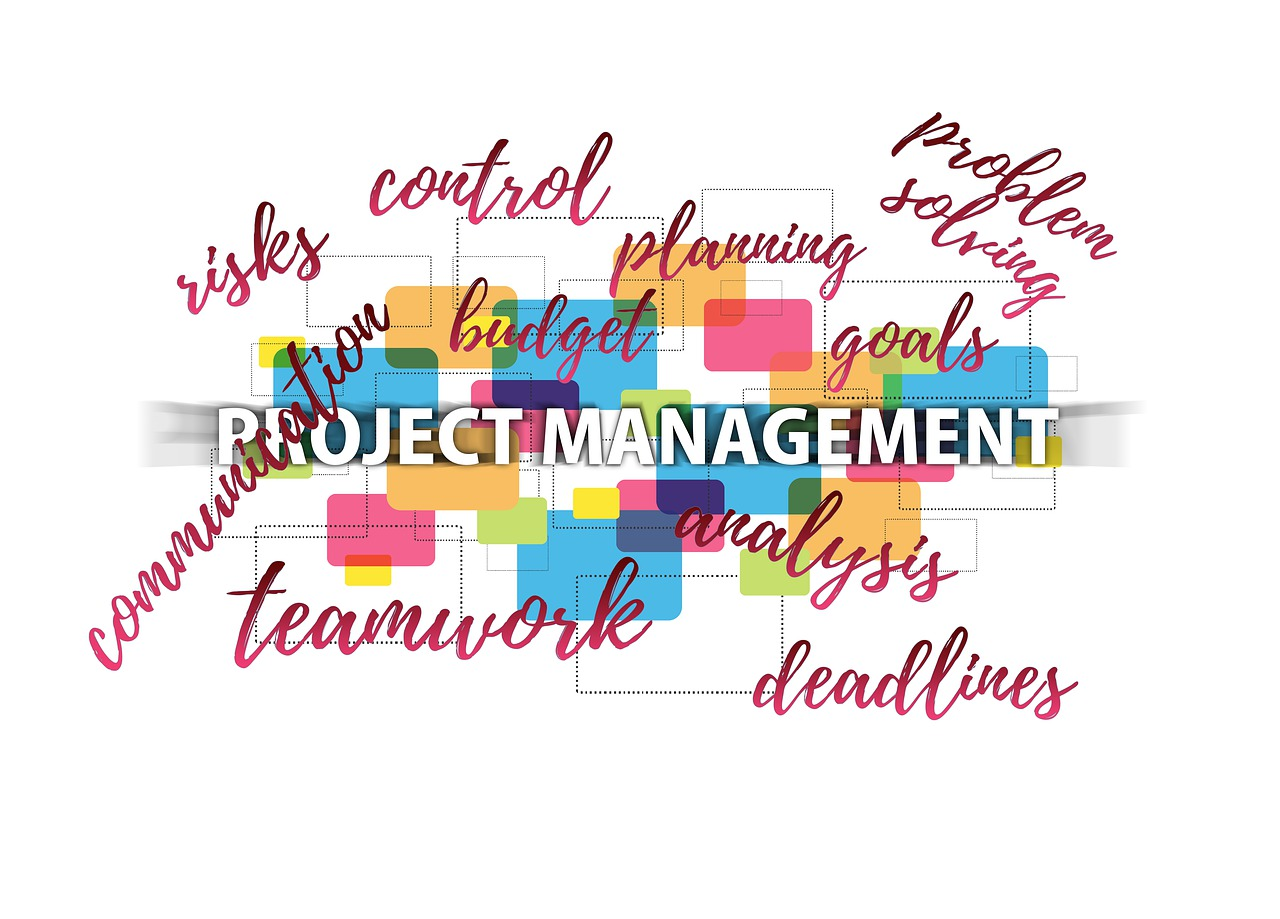 control
problem
solving
risks
planning
budget
goals
communication
PROJECT MANAGEMENT
analysis
teamwork
deadlines